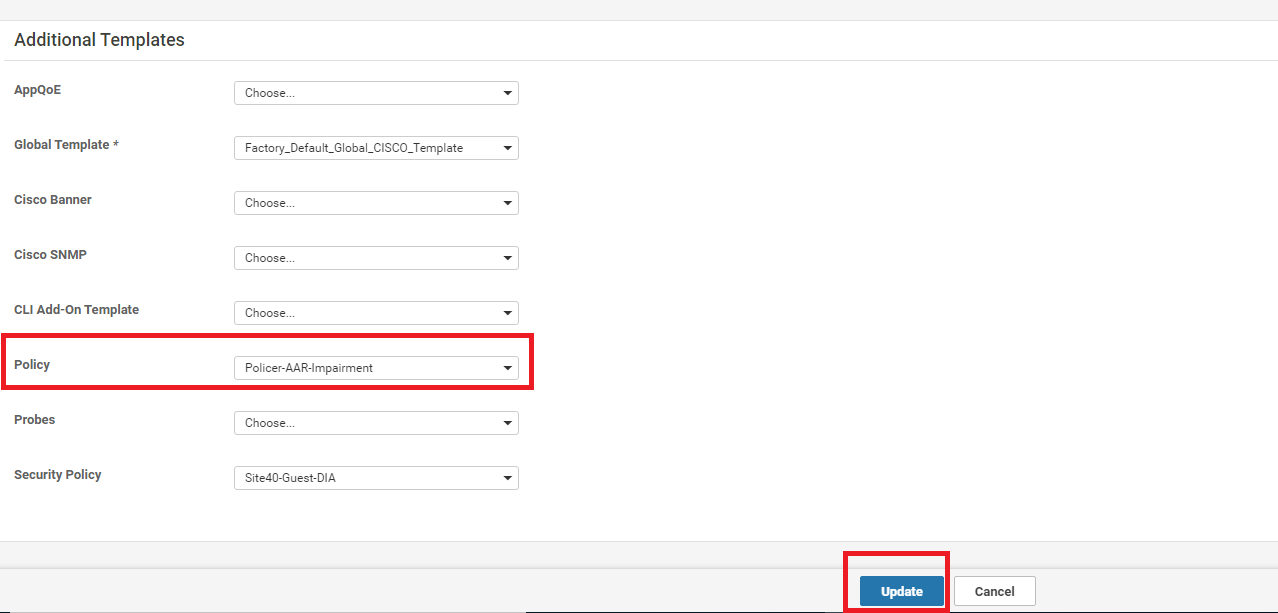 Additional Templates
AppQoE
Choose...
Global Template *
Factory_Default_Global_CISCO_Template
Cisco Banner
Choose...
Cisco SNMP
Choose...
CLI Add-On Template
Choose...
Policy
Policer-AAR-Impairment
Probes
Choose...
Security Policy
Site40-Guest-DIA
Update
Cancel